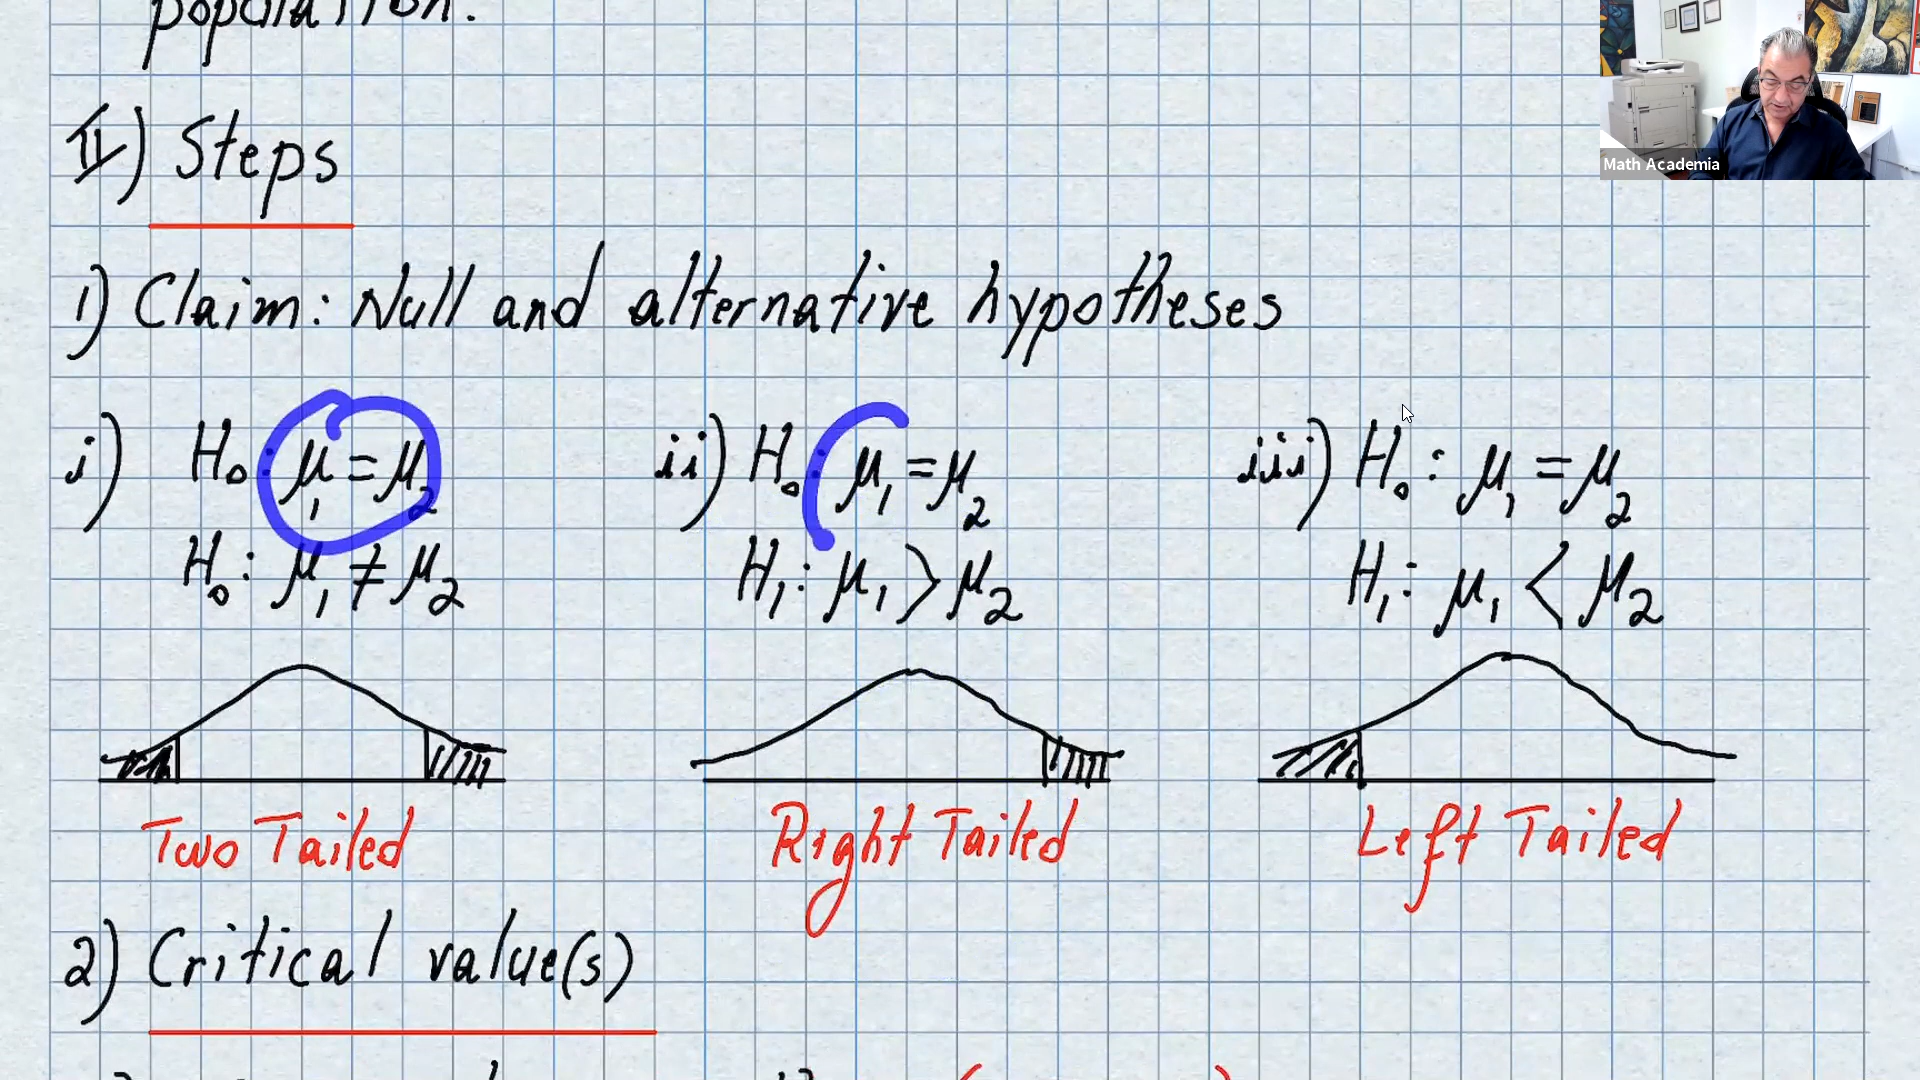 population.
Math Academia
II) Steps
1) Claim: Null and alternative hypotheses
i) H₀: μ₁ = μ₂ ii) H₀: μ₁ = μ₂ iii) H₀: μ₁ = μ₂
H₀: μ₁ ≠ μ₂ H₁: μ₁ > μ₂ H₁: μ₁ < μ₂
Two Tailed Right Tailed Left Tailed
2) Critical value(s)